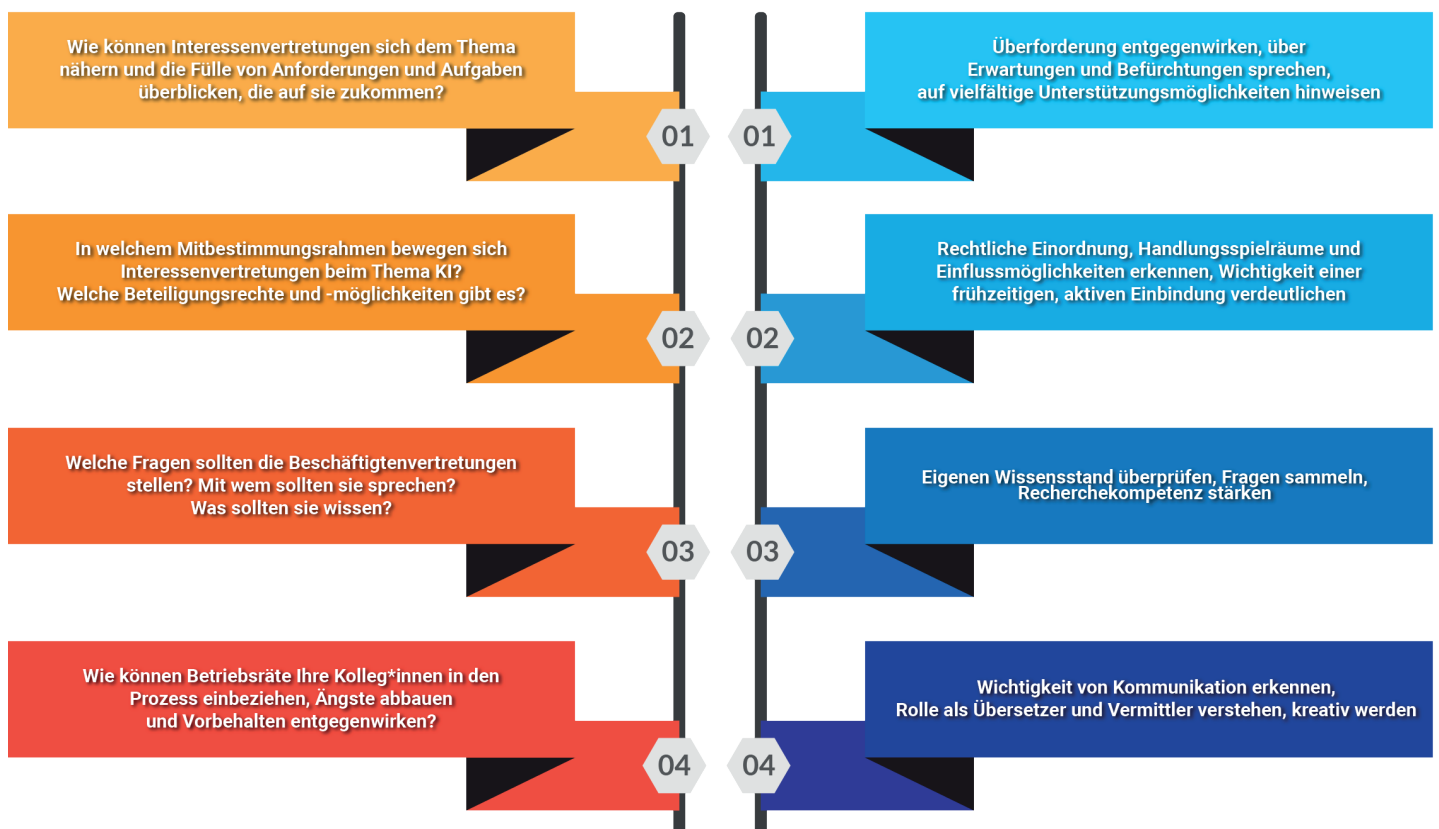 Wie können Interessenvertretungen sich dem Thema
nähern und die Fülle von Anforderungen und Aufgaben
überblicken, die auf sie zukommen?
01
01
Überforderung entgegenwirken, über
Erwartungen und Befürchtungen sprechen,
auf vielfältige Unterstützungsmöglichkeiten hinweisen
In welchem Mitbestimmungsrahmen bewegen sich
Interessenvertretungen beim Thema KI?
Welche Beteiligungsrechte und -möglichkeiten gibt es?
02
02
Rechtliche Einordnung, Handlungsspielräume und
Einflussmöglichkeiten erkennen, Wichtigkeit einer
frühzeitigen, aktiven Einbindung verdeutlichen
Welche Fragen sollten die Beschäftigtenvertretungen
stellen? Mit wem sollten sie sprechen?
Was sollten sie wissen?
03
03
Eigenen Wissensstand überprüfen, Fragen sammeln,
Recherchekompetenz stärken
Wie können Betriebsräte Ihre Kolleg*innen in den
Prozess einbeziehen, Ängste abbauen
und Vorbehalten entgegenwirken?
04
04
Wichtigkeit von Kommunikation erkennen,
Rolle als Übersetzer und Vermittler verstehen, kreativ werden